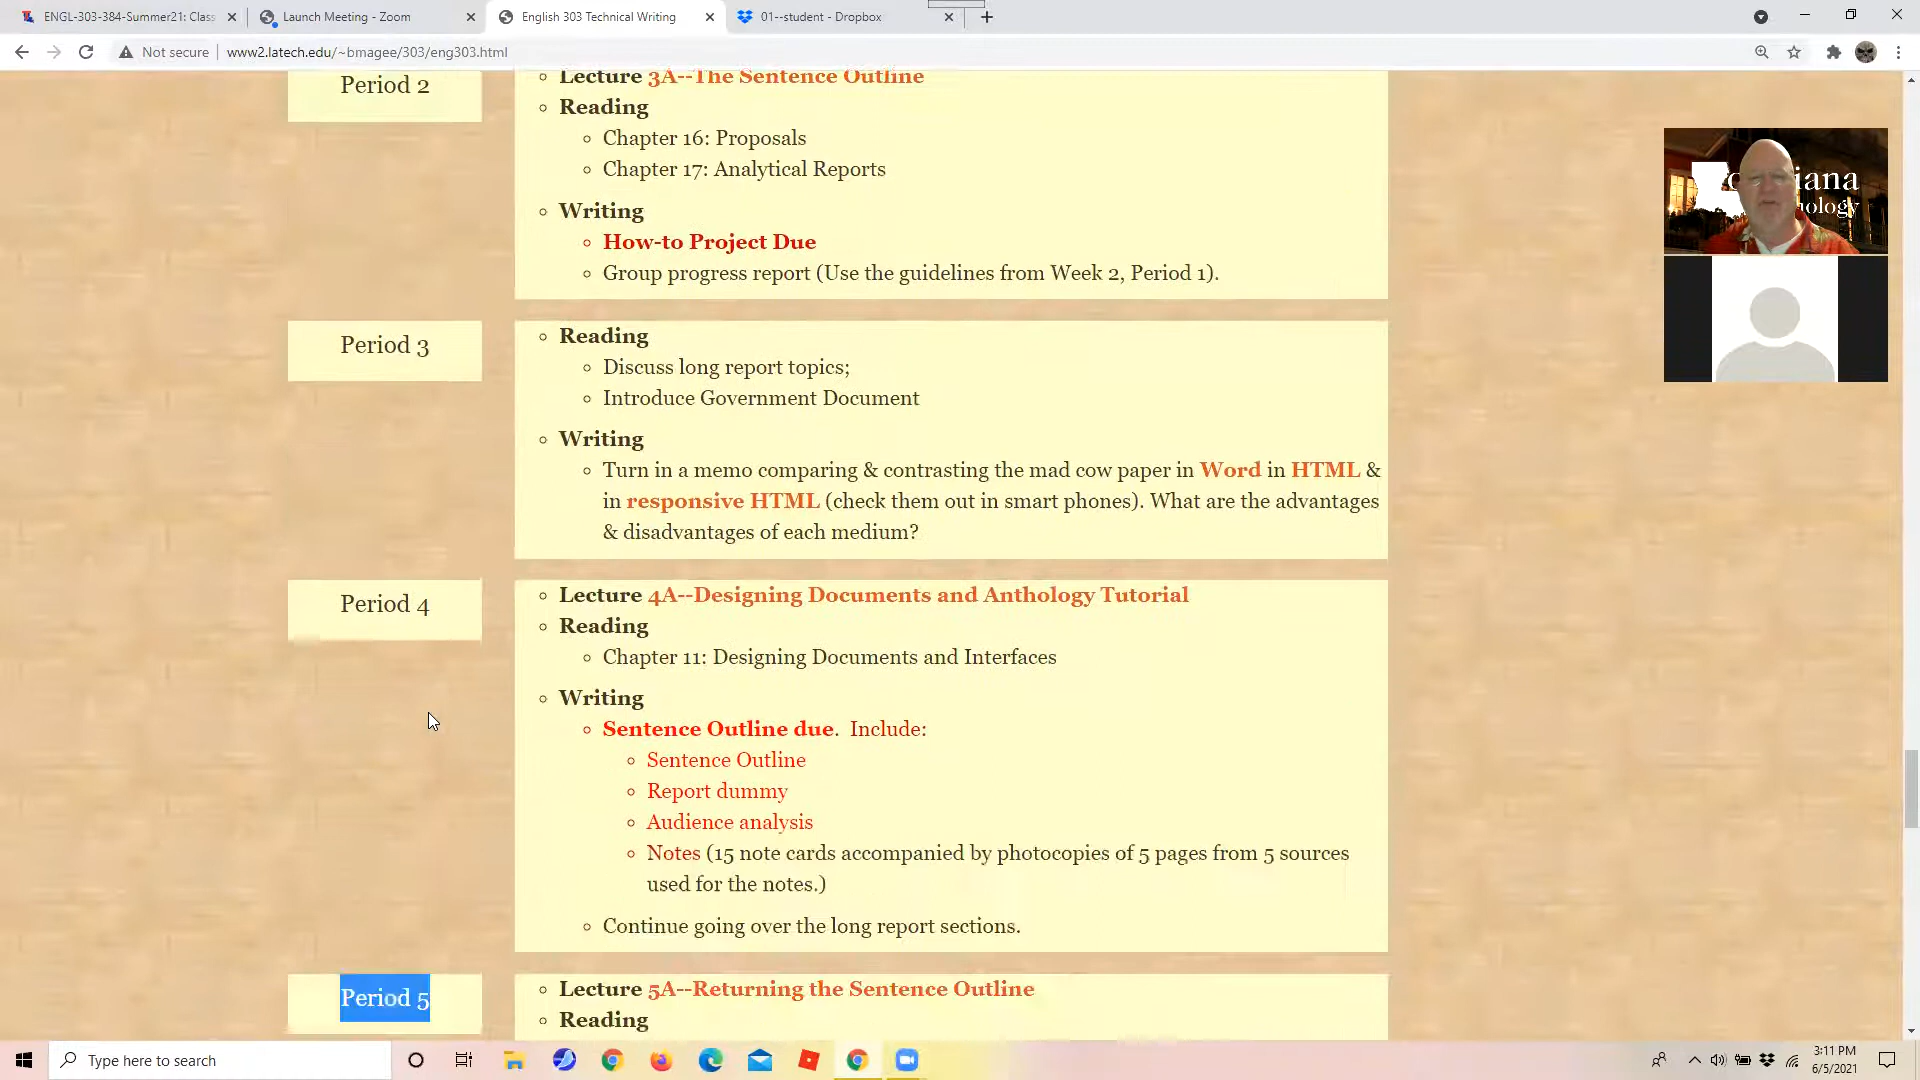 ENGL-303-384-Summer21: Class
Launch Meeting - Zoom
English 303 Technical Writing
01--student - Dropbox
Not secure
www2.latech.edu/~bmagee/303/eng303.html
Period 2
Lecture 3A--The Sentence Outline
Reading
Chapter 16: Proposals
Chapter 17: Analytical Reports
Writing
How-to Project Due
Group progress report (Use the guidelines from Week 2, Period 1).
Period 3
Reading
Discuss long report topics;
Introduce Government Document
Writing
Turn in a memo comparing & contrasting the mad cow paper in Word in HTML &
in responsive HTML (check them out in smart phones). What are the advantages
& disadvantages of each medium?
Period 4
Lecture 4A--Designing Documents and Anthology Tutorial
Reading
Chapter 11: Designing Documents and Interfaces
Writing
Sentence Outline due. Include:
Sentence Outline
Report dummy
Audience analysis
Notes (15 note cards accompanied by photocopies of 5 pages from 5 sources
used for the notes.)
Continue going over the long report sections.
Period 5
Lecture 5A--Returning the Sentence Outline
Reading
Type here to search
3:11 PM
6/5/2021